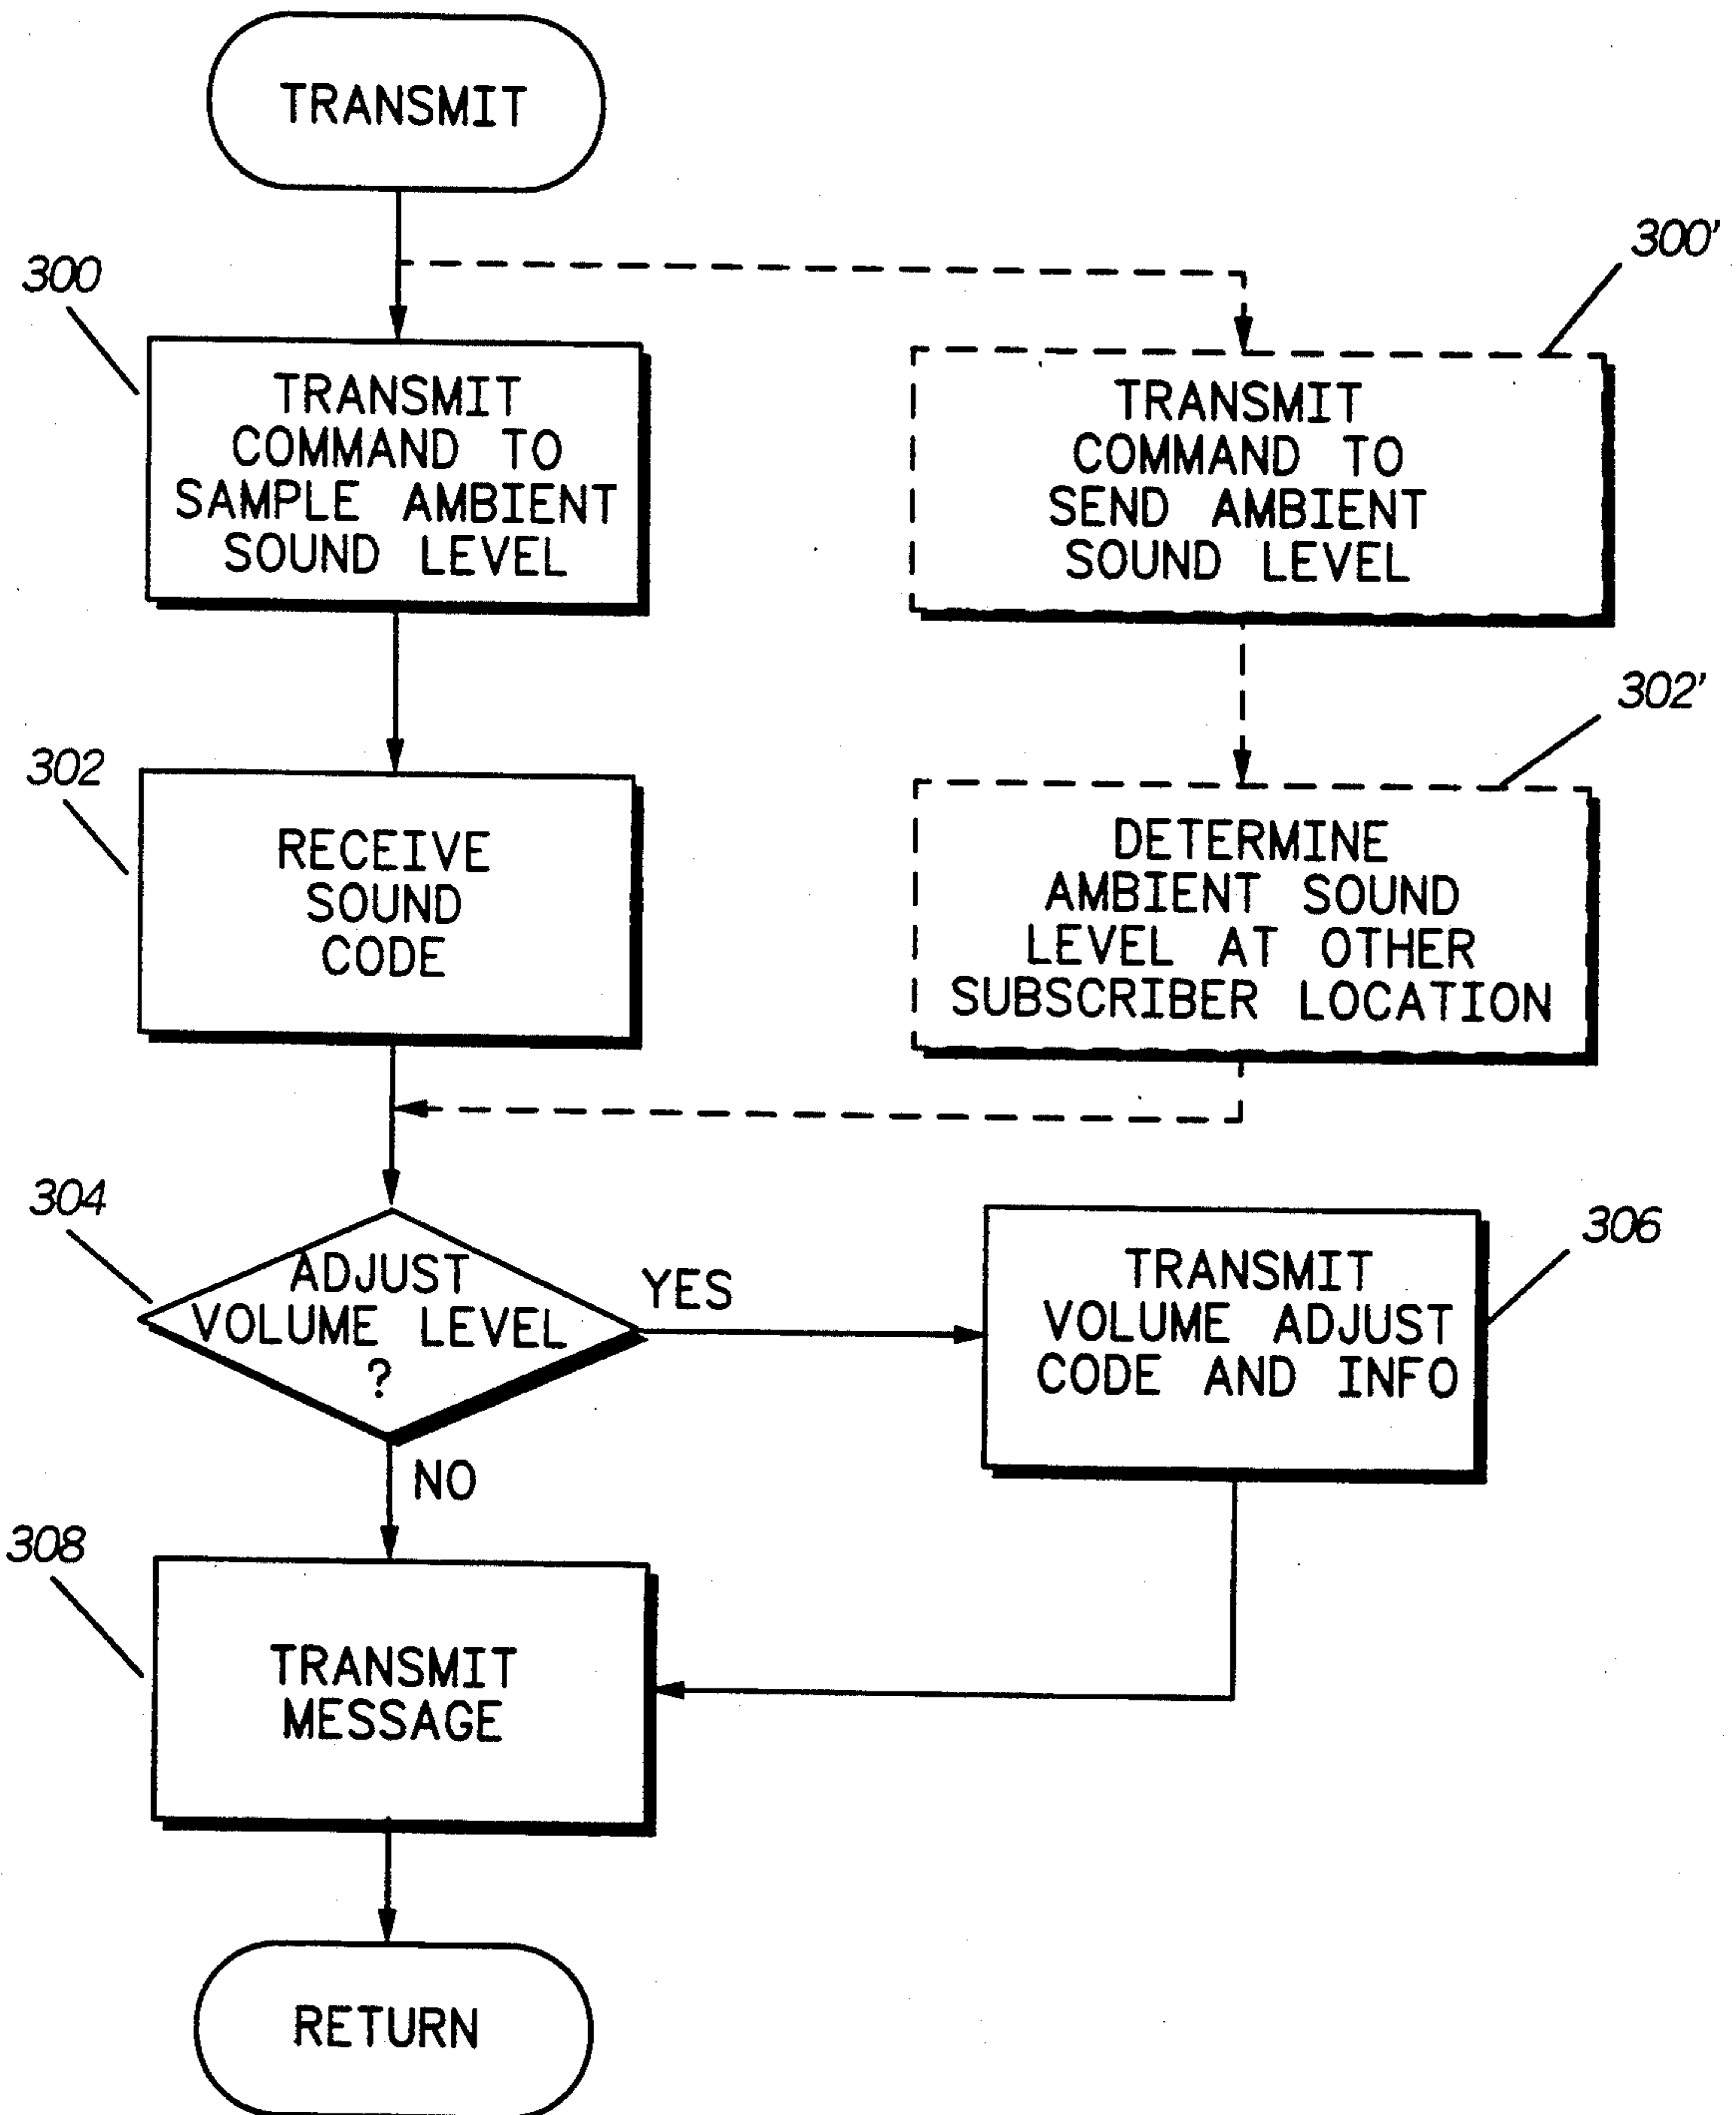 TRANSMIT
300
TRANSMIT
COMMAND TO
SAMPLE AMBIENT
SOUND LEVEL
300'
TRANSMIT
COMMAND TO
SEND AMBIENT
SOUND LEVEL
302
RECEIVE
SOUND
CODE
302'
DETERMINE
AMBIENT SOUND
LEVEL AT OTHER
SUBSCRIBER LOCATION
304
ADJUST
VOLUME LEVEL
?
YES
NO
306
TRANSMIT
VOLUME ADJUST
CODE AND INFO
308
TRANSMIT
MESSAGE
RETURN